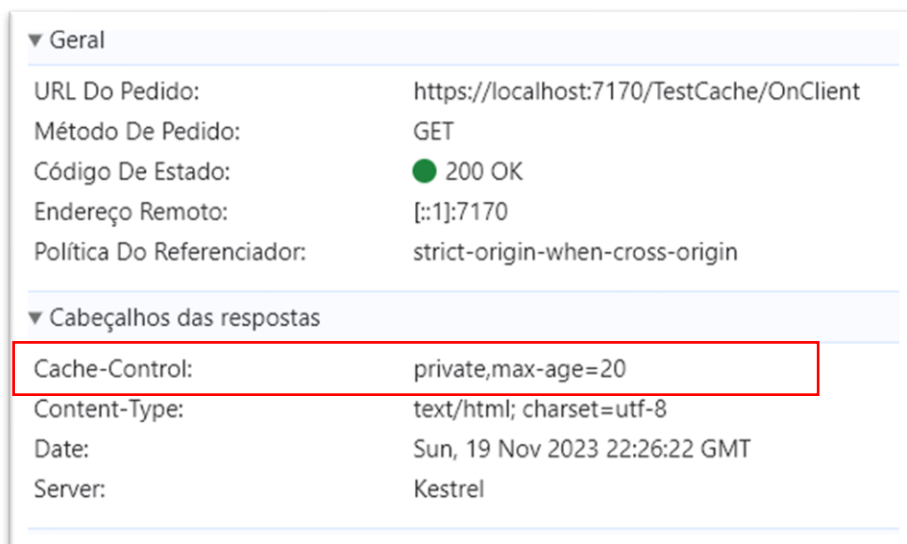 Geral
URL Do Pedido: https://localhost:7170/TestCache/OnClient
Método De Pedido: GET
Código De Estado: 200 OK
Endereço Remoto: [::1]:7170
Política Do Referenciador: strict-origin-when-cross-origin
Cabeçalhos das respostas
Cache-Control: private,max-age=20
Content-Type: text/html; charset=utf-8
Date: Sun, 19 Nov 2023 22:26:22 GMT
Server: Kestrel